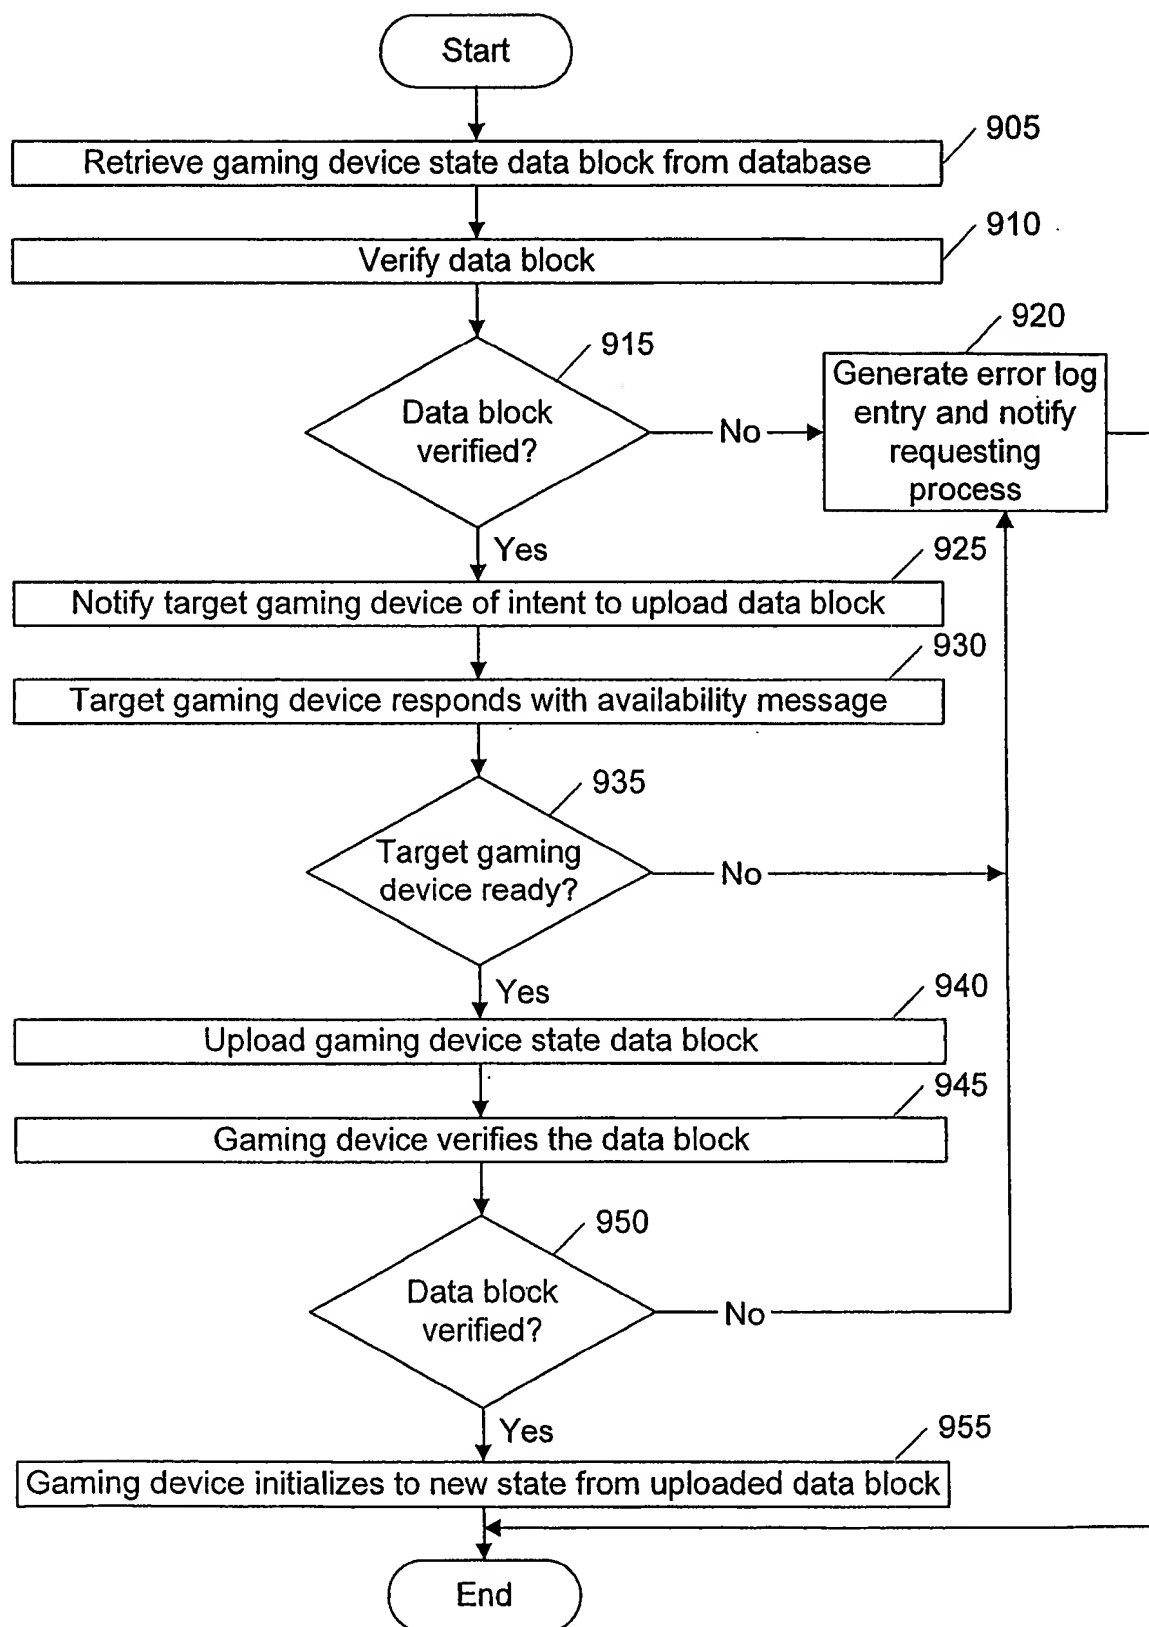 Start
905
Retrieve gaming device state data block from database
910
Verify data block
915
920
Data block
verified?
No
Generate error log
entry and notify
requesting
process
Yes
925
Notify target gaming device of intent to upload data block
930
Target gaming device responds with availability message
935
Target gaming
device ready?
No
Yes
940
Upload gaming device state data block
945
Gaming device verifies the data block
950
Data block
verified?
No
Yes
955
Gaming device initializes to new state from uploaded data block
End